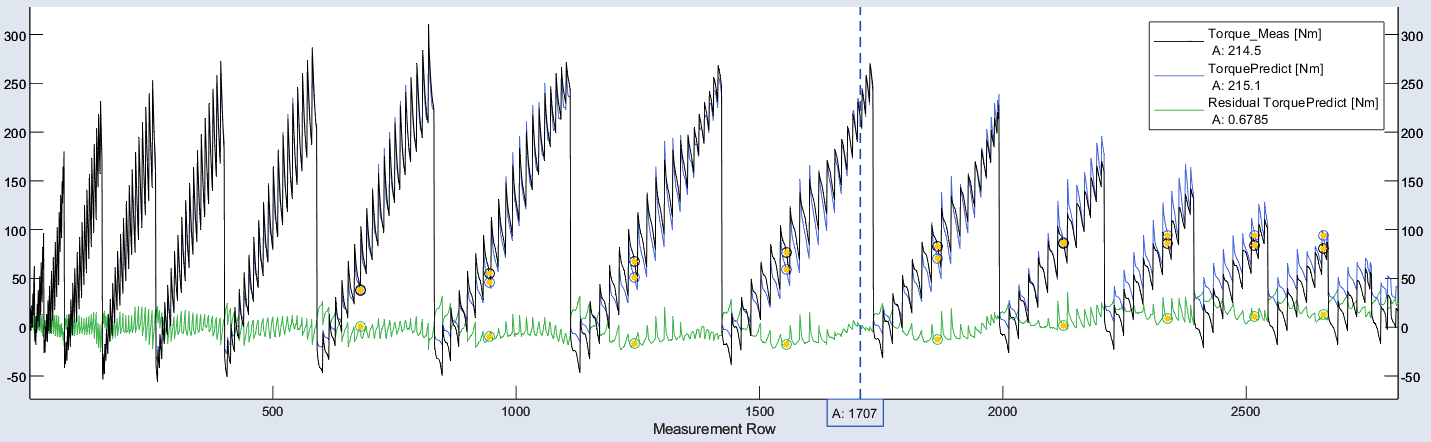 300
250
200
150
100
50
0
-50
300
250
200
150
100
50
0
-50
Torque_Meas [Nm]
A: 214.5
TorquePredict [Nm]
A: 215.1
Residual TorquePredict [Nm]
A: 0.6785
500
1000
1500
2000
2500
A: 1707
Measurement Row